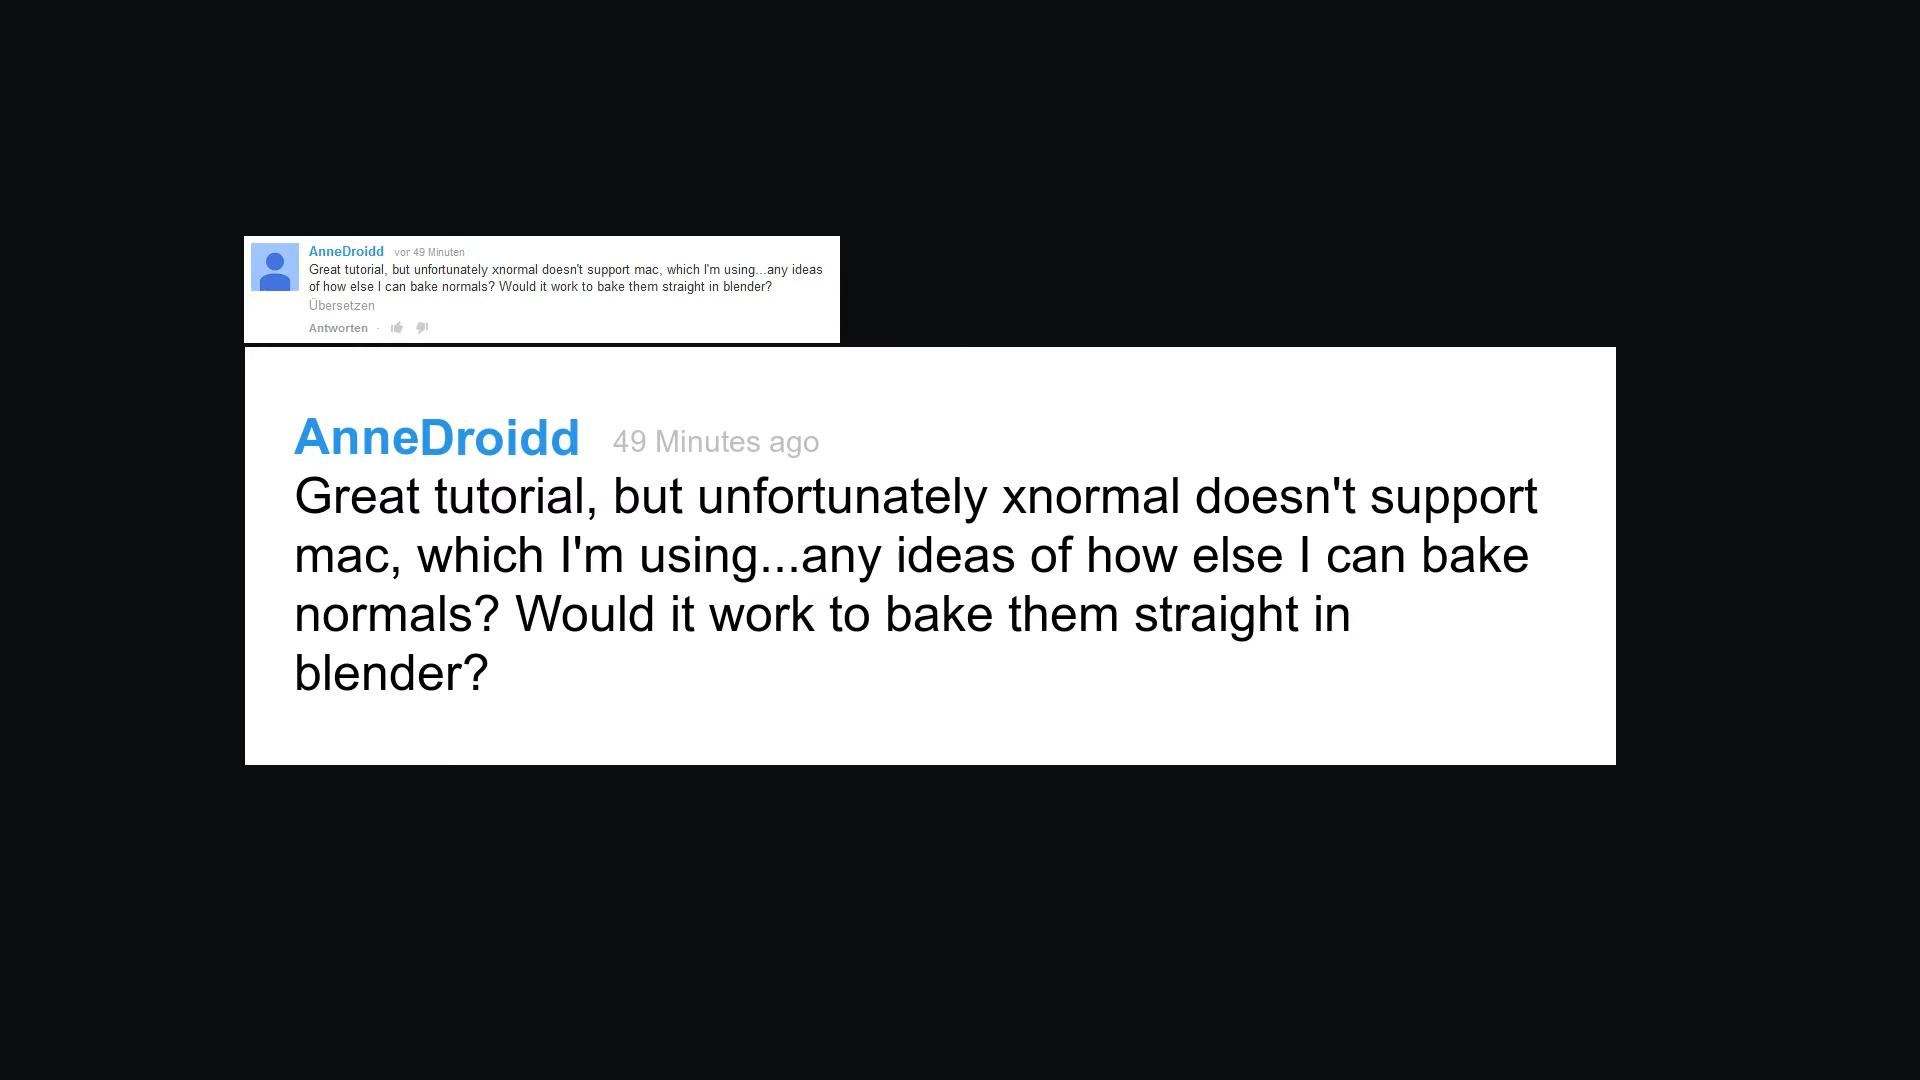 AnneDroidd vor 49 Minuten
Great tutorial, but unfortunately xnormal doesn't support mac, which I'm using...any ideas
of how else I can bake normals? Would it work to bake them straight in blender?
Übersetzen
Antworten ·
AnneDroidd 49 Minutes ago
Great tutorial, but unfortunately xnormal doesn't support
mac, which I'm using...any ideas of how else I can bake
normals? Would it work to bake them straight in
blender?